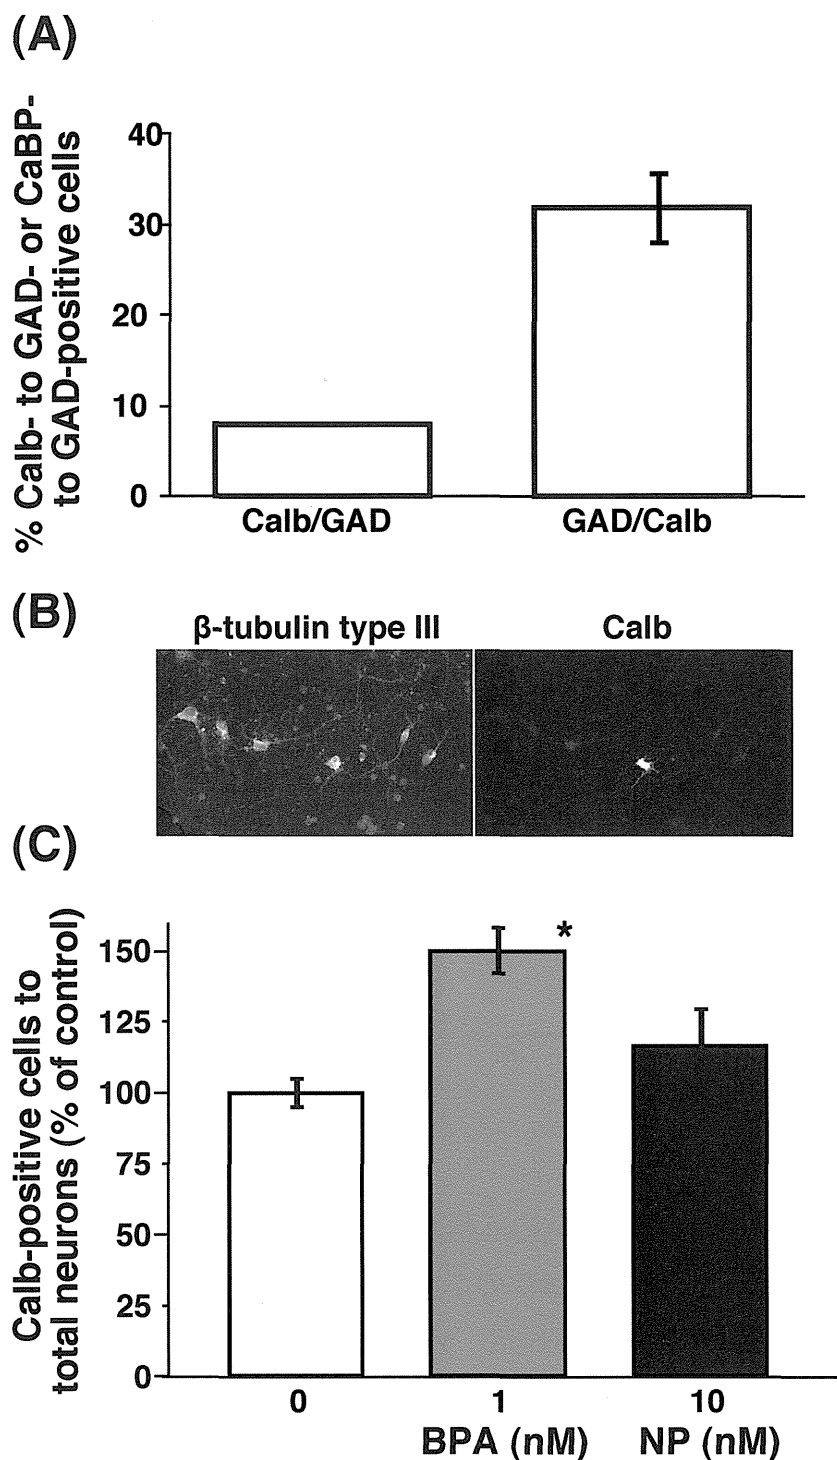 (A)
% Calb- to GAD- or CaBP-
to GAD-positive cells
40
30
20
10
0
Calb/GAD
GAD/Calb
(B)
β-tubulin type III
Calb
(C)
Calb-positive cells to
total neurons (% of control)
*
150
125
100
75
50
25
0
0
1
10
BPA (nM)
NP (nM)